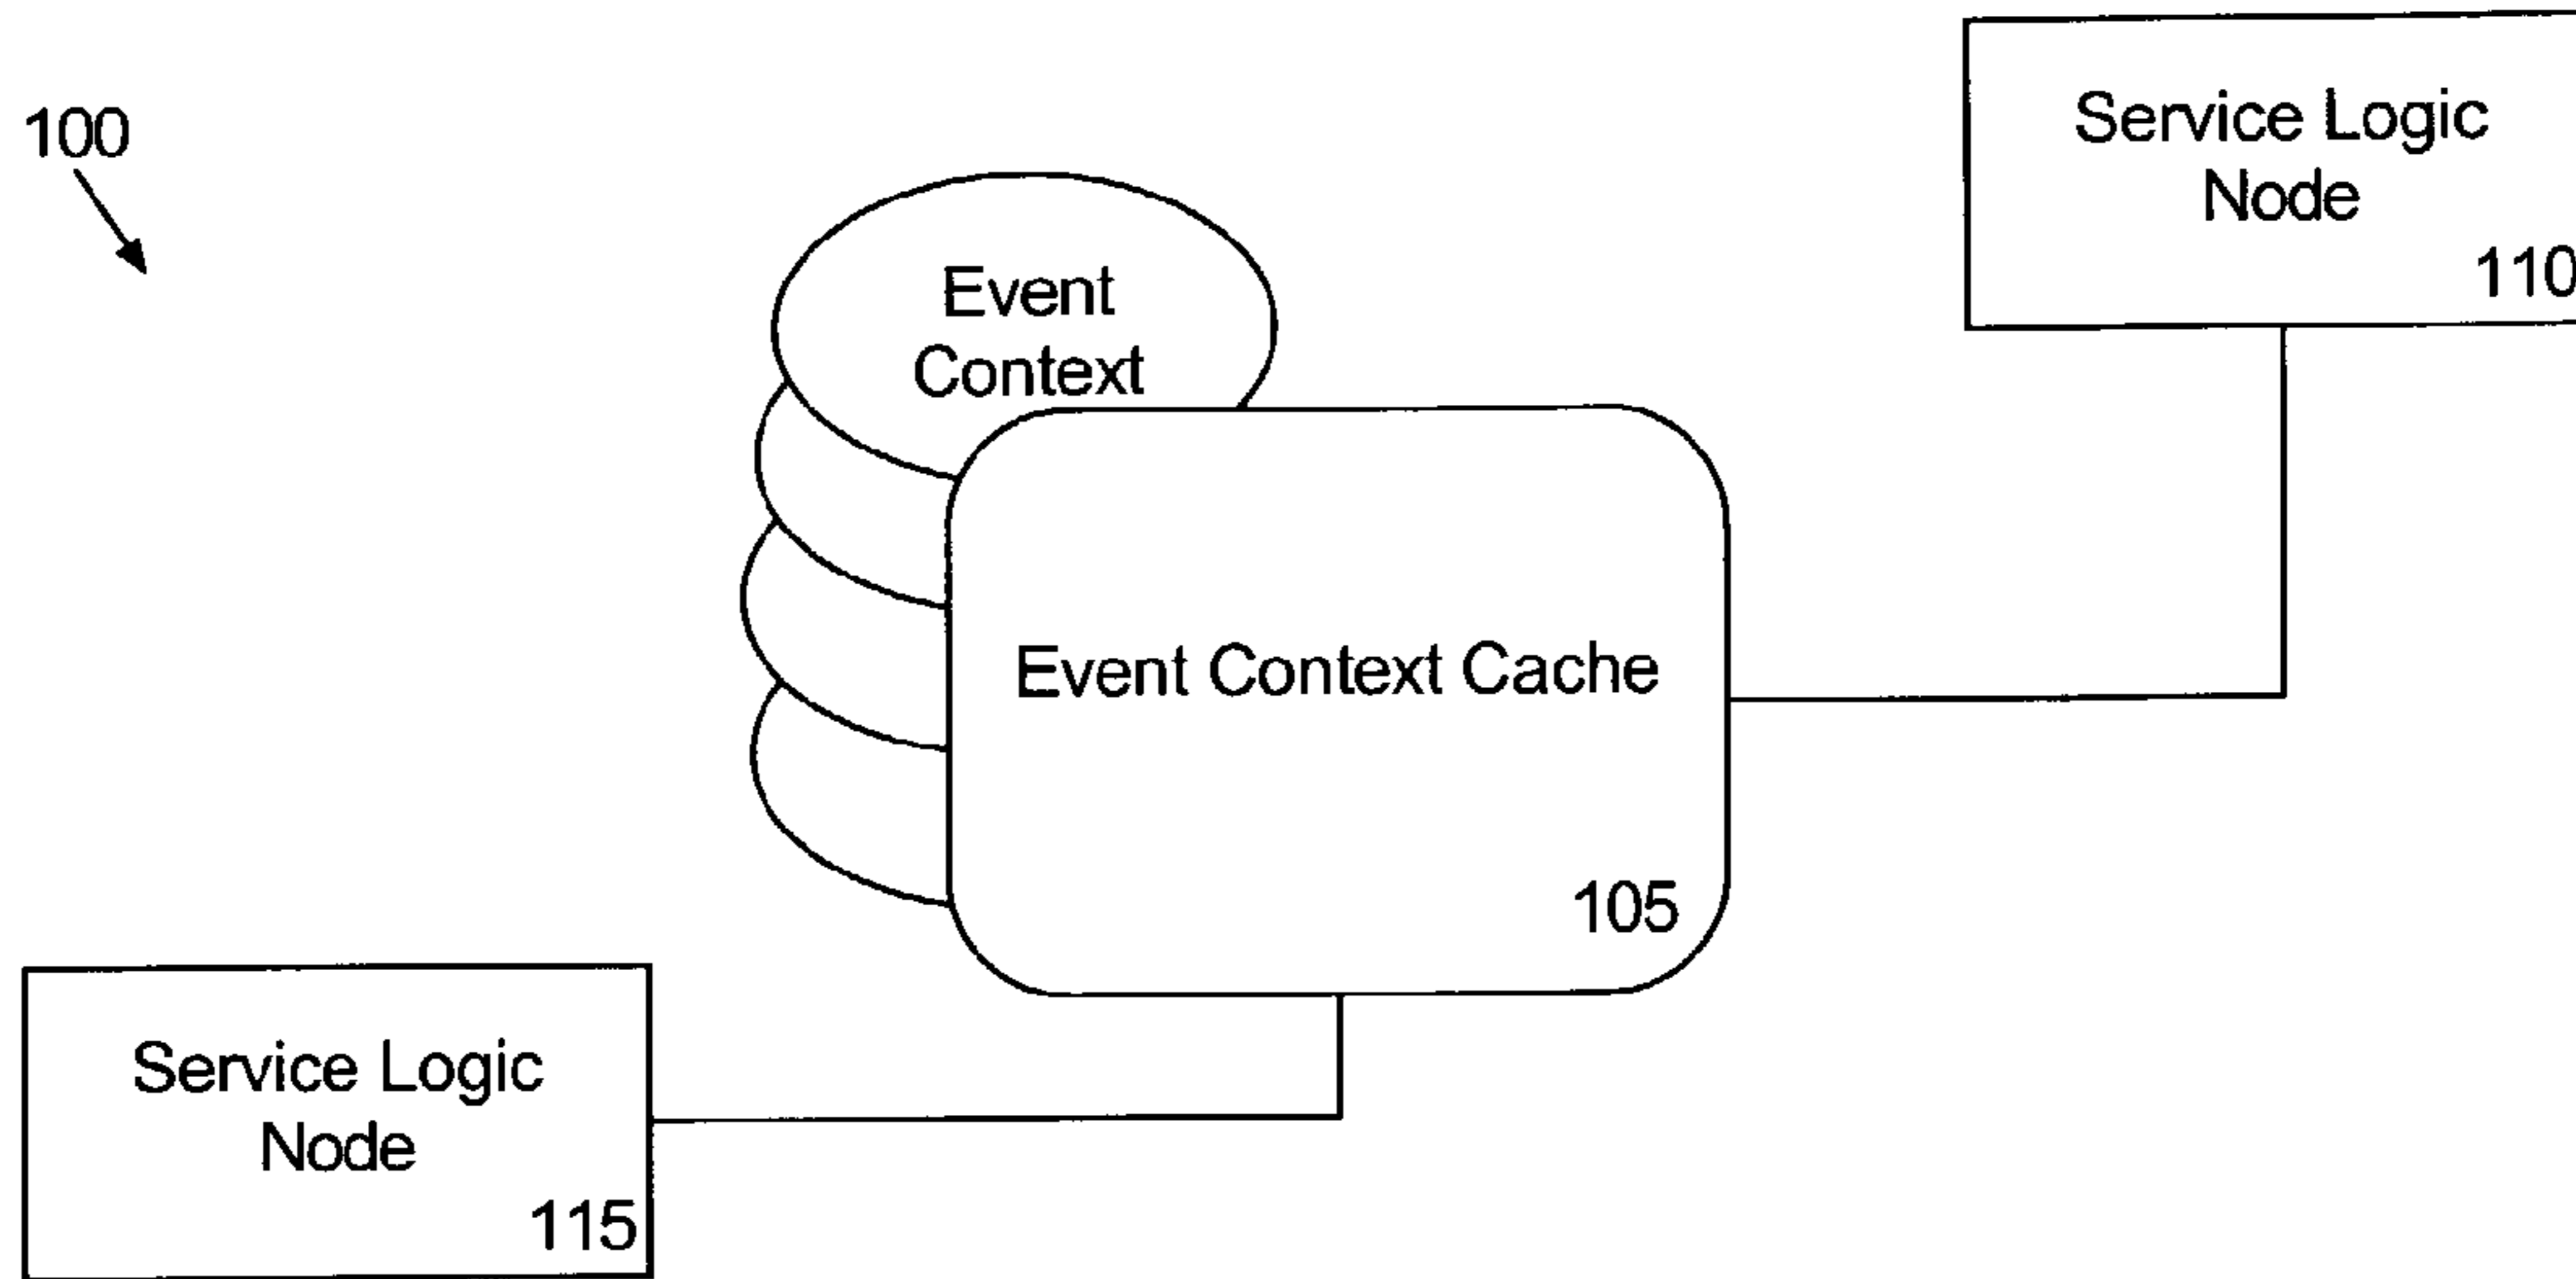 100
Service Logic
Node
110
Event
Context
Event Context Cache
105
Service Logic
Node
115